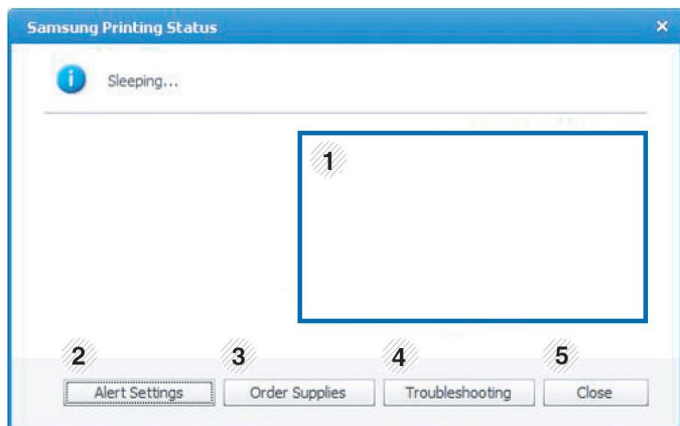 Samsung Printing Status
Sleeping...
1
2 3 4 5
Alert Settings Order Supplies Troubleshooting Close